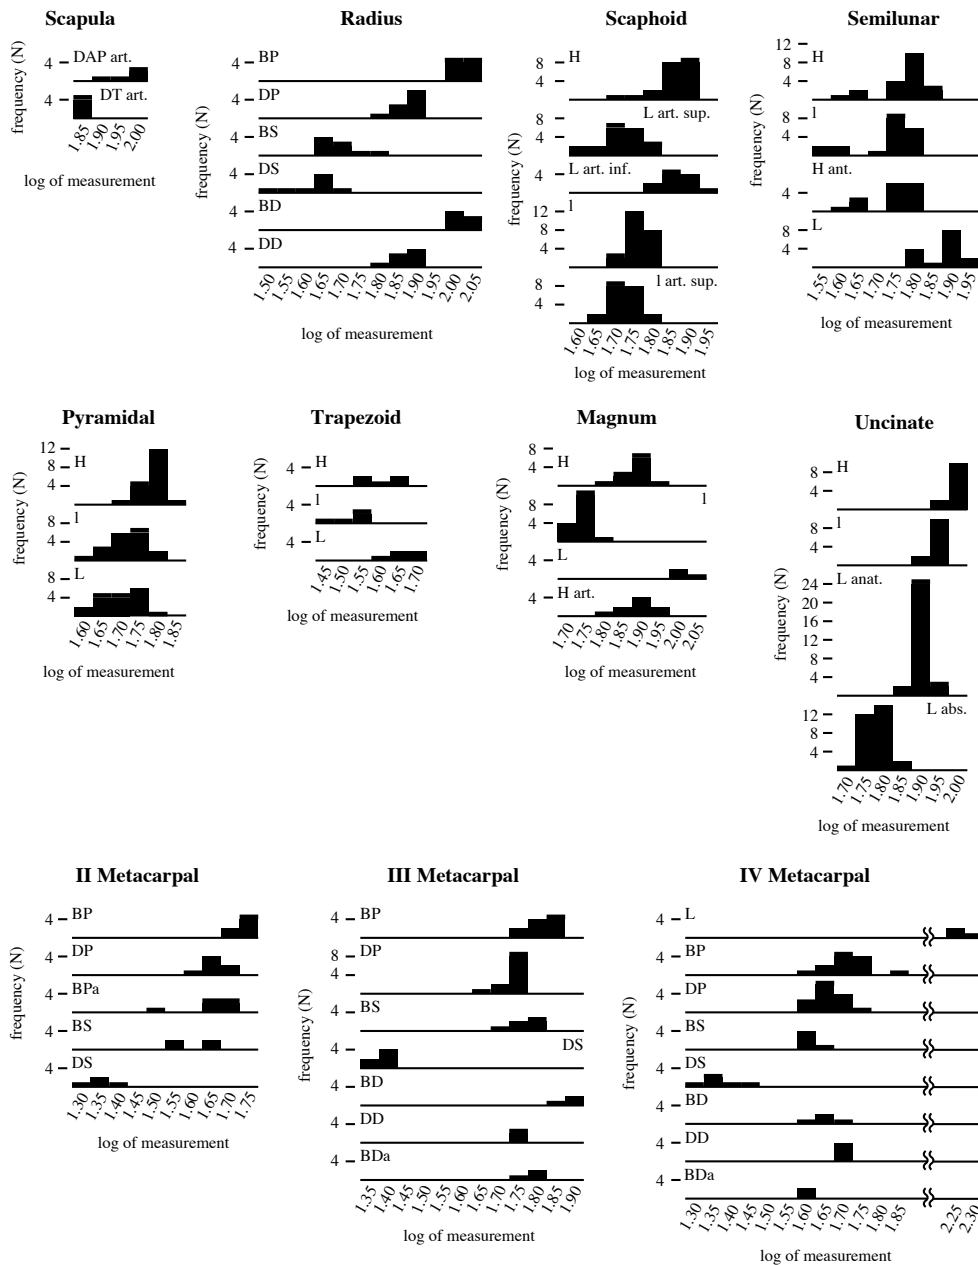 Scapula
frequency (N)
4
DAP art.
4
DT art.
1.85 1.90 1.95 2.00
log of measurement
Radius
frequency (N)
4
BP
4
DP
4
BS
4
DS
4
BD
4
DD
1.50 1.55 1.60 1.65 1.70 1.75 1.80 1.85 1.90 1.95 2.00 2.05
log of measurement
Scaphoid
frequency (N)
8
4
H
8
4
L art. sup.
4
L art. inf.
12
8
4
l
8
4
l art. sup.
1.60 1.65 1.70 1.75 1.80 1.85 1.90 1.95
log of measurement
Semilunar
frequency (N)
12
8
4
H
8
4
l
4
H ant.
8
4
L
1.55 1.60 1.65 1.70 1.75 1.80 1.85 1.90 1.95
log of measurement
Pyramidal
frequency (N)
12
8
4
H
8
4
l
8
4
L
1.60 1.65 1.70 1.75 1.80 1.85
log of measurement
Trapezoid
frequency (N)
4
H
4
l
4
L
1.45 1.50 1.55 1.60 1.65 1.70
log of measurement
Magnum
frequency (N)
8
4
H
8
4
l
4
L
4
H art.
1.70 1.75 1.80 1.85 1.90 1.95 2.00 2.05
log of measurement
Uncinate
frequency (N)
8
4
H
8
4
l
24
20
16
12
8
4
L anat.
12
8
4
L abs.
1.70 1.75 1.80 1.85 1.90 1.95 2.00
log of measurement
II Metacarpal
frequency (N)
4
BP
4
DP
4
BPa
4
BS
4
DS
1.30 1.35 1.40 1.45 1.50 1.55 1.60 1.65 1.70 1.75
log of measurement
III Metacarpal
frequency (N)
4
BP
8
4
DP
4
BS
4
DS
4
BD
4
DD
4
BDa
1.35 1.40 1.45 1.50 1.55 1.60 1.65 1.70 1.75 1.80 1.85 1.90
log of measurement
IV Metacarpal
frequency (N)
4
L
4
BP
4
DP
4
BS
4
DS
4
BD
4
DD
4
BDa
1.30 1.35 1.40 1.45 1.50 1.55 1.60 1.65 1.70 1.75 1.80 1.85 2.25 2.30
log of measurement